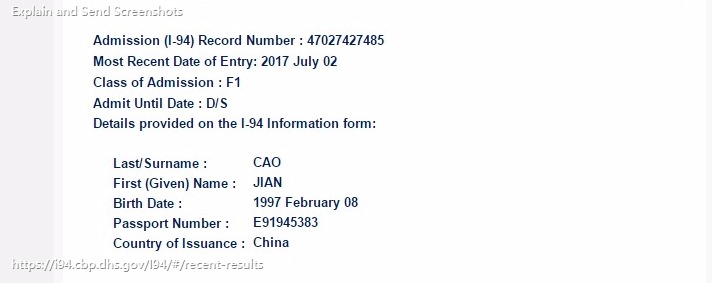 Explain and Send Screenshots
Admission (I-94) Record Number : 47027427485
Most Recent Date of Entry: 2017 July 02
Class of Admission : F1
Admit Until Date : D/S
Details provided on the I-94 Information form:
Last/Surname : CAO
First (Given) Name : JIAN
Birth Date : 1997 February 08
Passport Number : E91945383
Country of Issuance : China
https://i94.cbp.dhs.gov/I94/#/recent-results